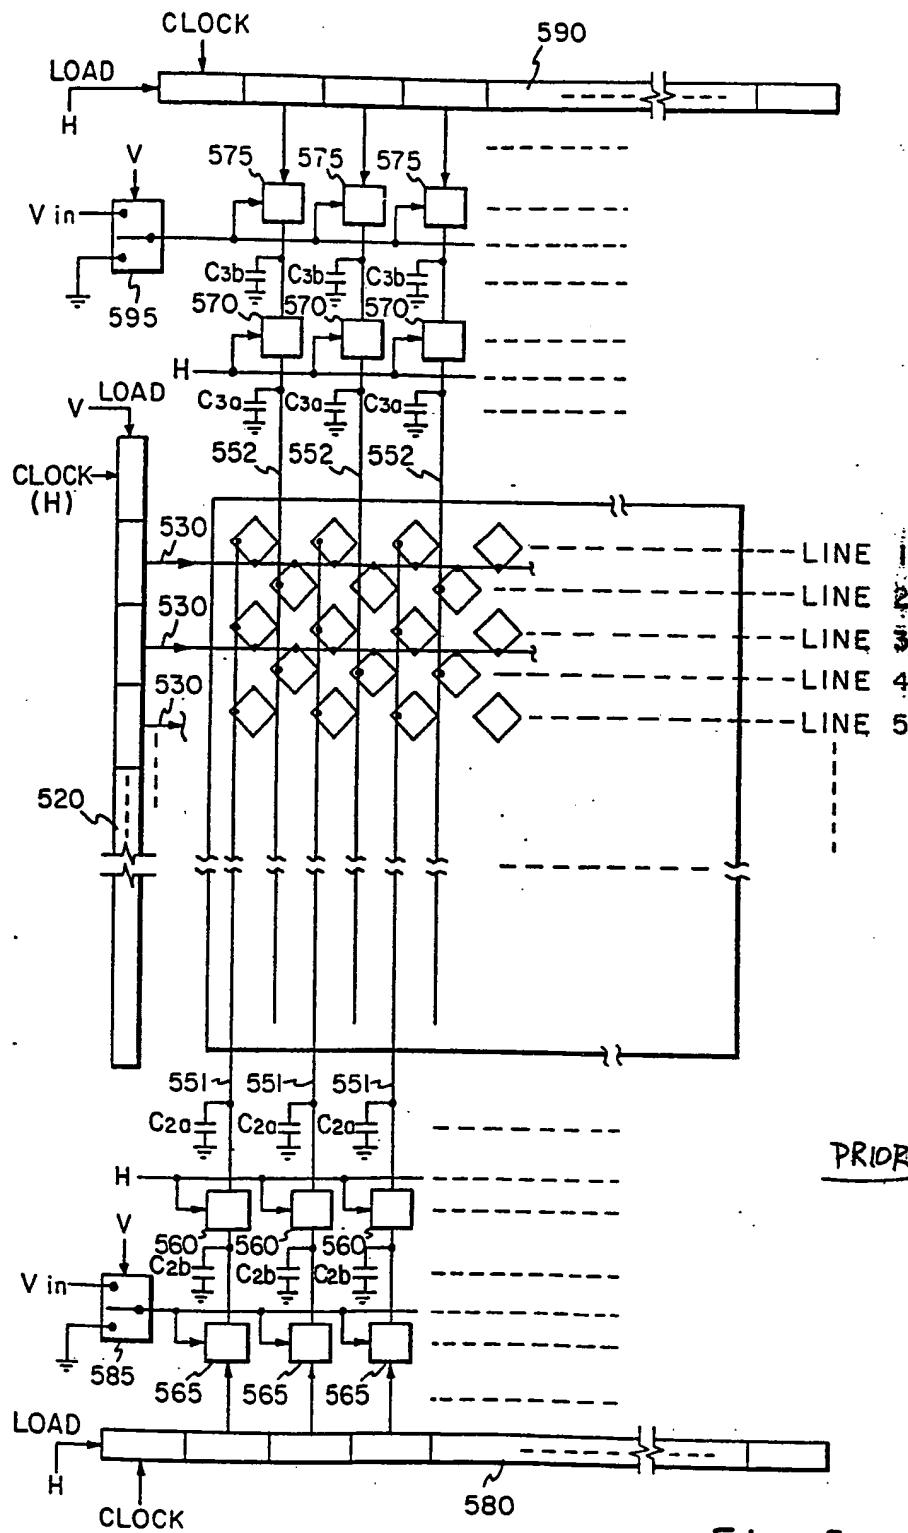 CLOCK
590
LOAD
H
575 575 575
V
V in
595
C3b C3b C3b
570 570 570
H
C3a C3a C3a
V LOAD
552 552 552
CLOCK
(H)
530
LINE
LINE 2
530
LINE 3
LINE 4
530
LINE 5
520
551 551 551
C2a C2a C2a
PRIOR
H
V
560 560 560
C2b C2b C2b
V in
585
565 565 565
LOAD
H
580
CLOCK